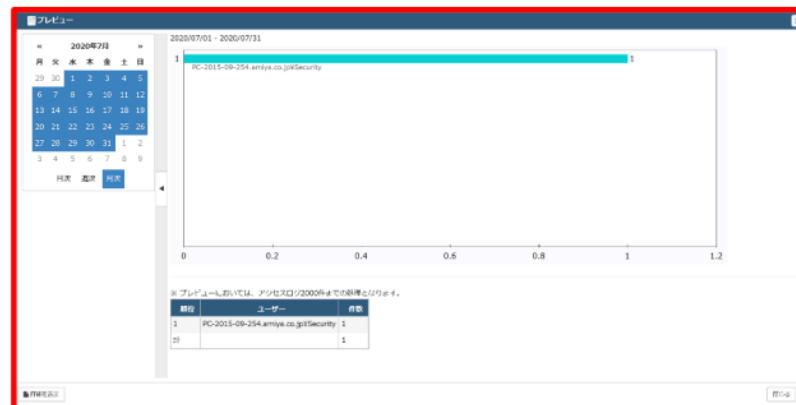 プレビュー
« 2020年7月 »
月 火 水 木 金 土 日
29 30 1 2 3 4 5
6 7 8 9 10 11 12
13 14 15 16 17 18 19
20 21 22 23 24 25 26
27 28 29 30 31 1 2
3 4 5 6 7 8 9
日次 週次 月次
2020/07/01 - 2020/07/31
1 1
PC-2015-09-254.amiya.co.jp¥Security
0 0.2 0.4 0.6 0.8 1 1.2
※ プレビューにおいては、アクセスログ2000件までの処理となります。
順位 ユーザー 件数
1 PC-2015-09-254.amiya.co.jp¥Security 1
計 1
詳細を表示 閉じる